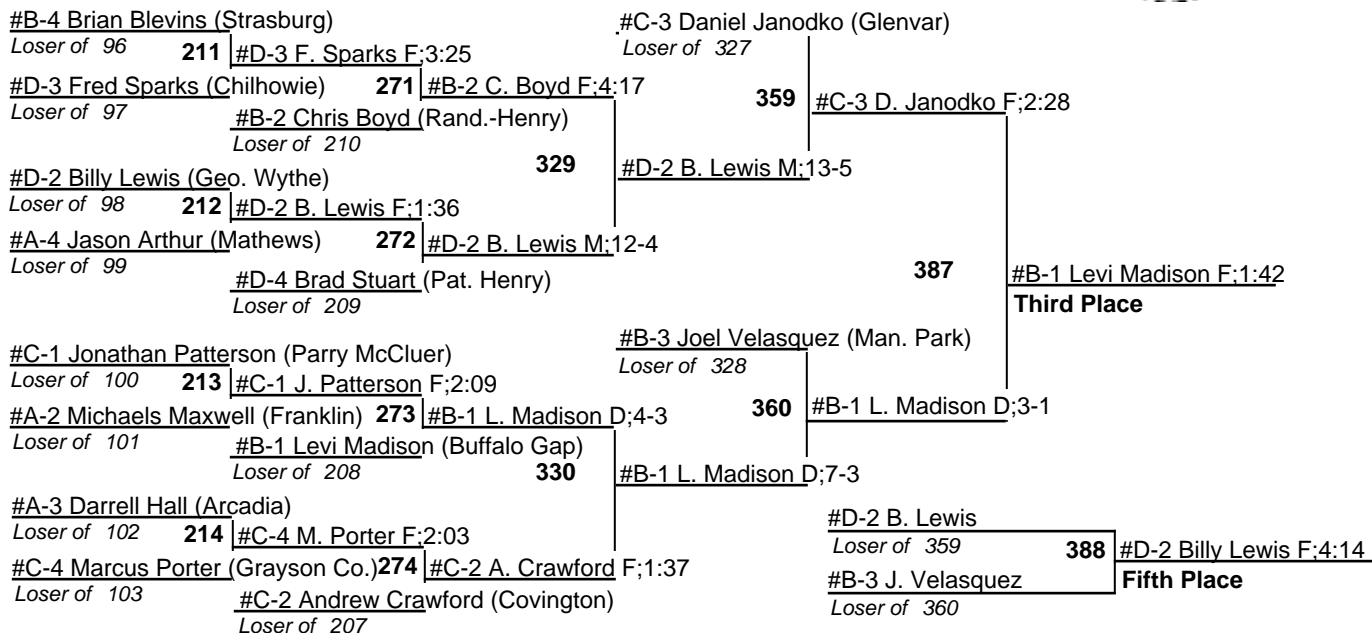 #B-4 Brian Blevins (Strasburg)
Loser of 96
211
#D-3 F. Sparks F;3:25
#D-3 Fred Sparks (Chilhowie)
Loser of 97
271
#B-2 C. Boyd F;4:17
#B-2 Chris Boyd (Rand.-Henry)
Loser of 210
329
#D-2 B. Lewis M;13-5
#D-2 Billy Lewis (Geo. Wythe)
Loser of 98
212
#D-2 B. Lewis F;1:36
#A-4 Jason Arthur (Mathews)
Loser of 99
272
#D-2 B. Lewis M;12-4
#D-4 Brad Stuart (Pat. Henry)
Loser of 209
#C-1 Jonathan Patterson (Parry McCluer)
Loser of 100
213
#C-1 J. Patterson F;2:09
#A-2 Michaels Maxwell (Franklin)
Loser of 101
273
#B-1 L. Madison D;4-3
#B-1 Levi Madison (Buffalo Gap)
Loser of 208
330
#B-1 L. Madison D;7-3
#A-3 Darrell Hall (Arcadia)
Loser of 102
214
#C-4 M. Porter F;2:03
#C-4 Marcus Porter (Grayson Co.)
Loser of 103
274
#C-2 A. Crawford F;1:37
#C-2 Andrew Crawford (Covington)
Loser of 207
#C-3 Daniel Janodko (Glenvar)
Loser of 327
359
#C-3 D. Janodko F;2:28
387
#B-1 Levi Madison F;1:42
Third Place
#B-3 Joel Velasquez (Man. Park)
Loser of 328
360
#B-1 L. Madison D;3-1
#D-2 B. Lewis
Loser of 359
388
#D-2 Billy Lewis F;4:14
Fifth Place
#B-3 J. Velasquez
Loser of 360